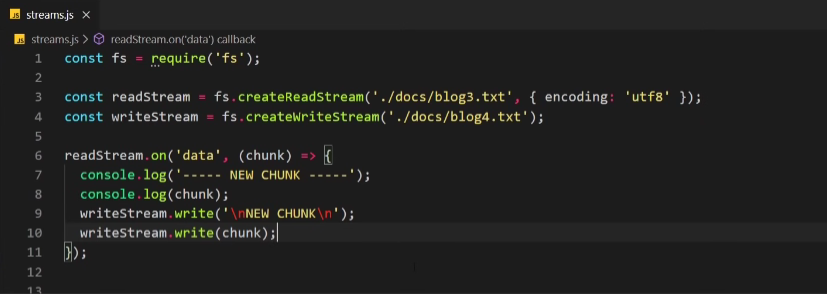 JS streams.js ×
JS streams.js > readStream.on('data') callback
1 const fs = require('fs');
2
3 const readStream = fs.createReadStream('./docs/blog3.txt', { encoding: 'utf8' });
4 const writeStream = fs.createWriteStream('./docs/blog4.txt');
5
6 readStream.on('data', (chunk) => {
7 console.log('----- NEW CHUNK -----');
8 console.log(chunk);
9 writeStream.write('\nNEW CHUNK\n');
10 writeStream.write(chunk);
11 });
12
13